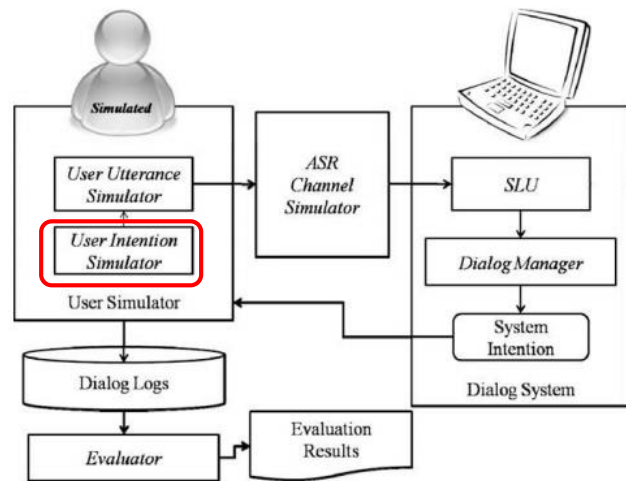 Simulated
User Utterance
Simulator
User Intention
Simulator
User Simulator
ASR
Channel
Simulator
SLU
Dialog Manager
System
Intention
Dialog System
Dialog Logs
Evaluator
Evaluation
Results